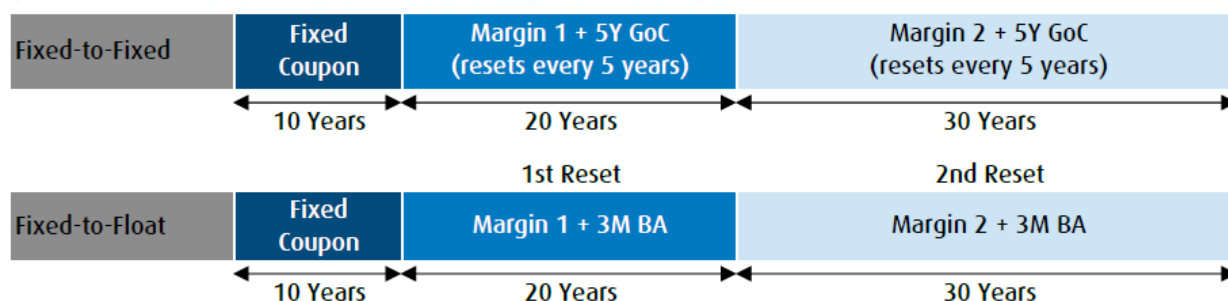 Fixed-to-Fixed
Fixed
Coupon
Margin 1 + 5Y GoC
(resets every 5 years)
Margin 2 + 5Y GoC
(resets every 5 years)
10 Years
20 Years
30 Years
1st Reset
2nd Reset
Fixed-to-Float
Fixed
Coupon
Margin 1 + 3M BA
Margin 2 + 3M BA
10 Years
20 Years
30 Years